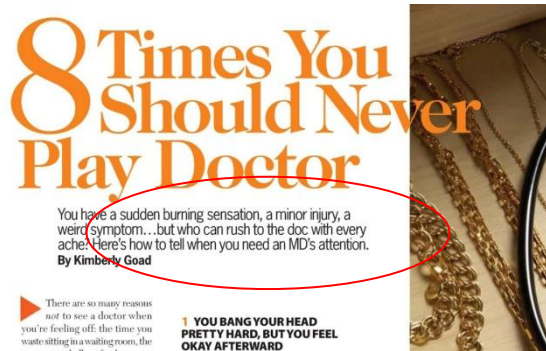 8 Times You
Should Never
Play Doctor
You have a sudden burning sensation, a minor injury, a
weird symptom…but who can rush to the doc with every
ache? Here's how to tell when you need an MD's attention.
By Kimberly Goad
There are so many reasons
not to see a doctor when
you're feeling off: the time you
waste sitting in a waiting room, the
1 YOU BANG YOUR HEAD
PRETTY HARD, BUT YOU FEEL
OKAY AFTERWARD